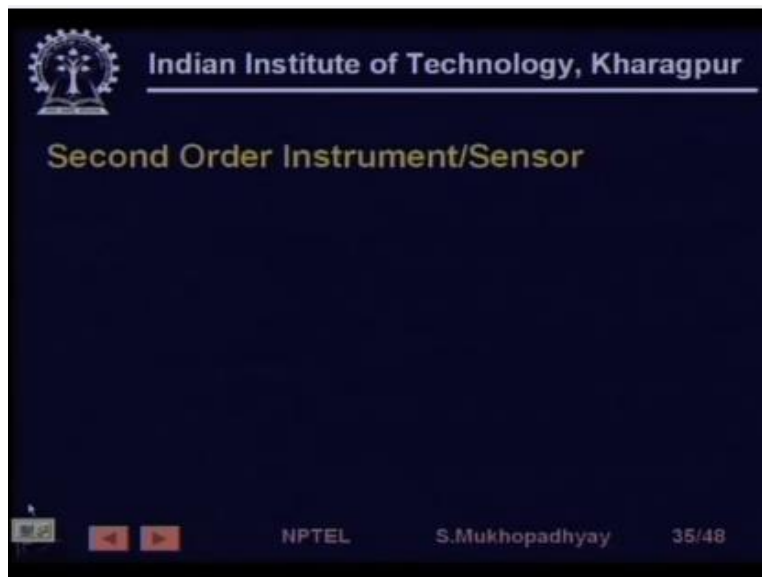 Indian Institute of Technology, Kharagpur
Second Order Instrument/Sensor
NPTEL S.Mukhopadhyay 35/48